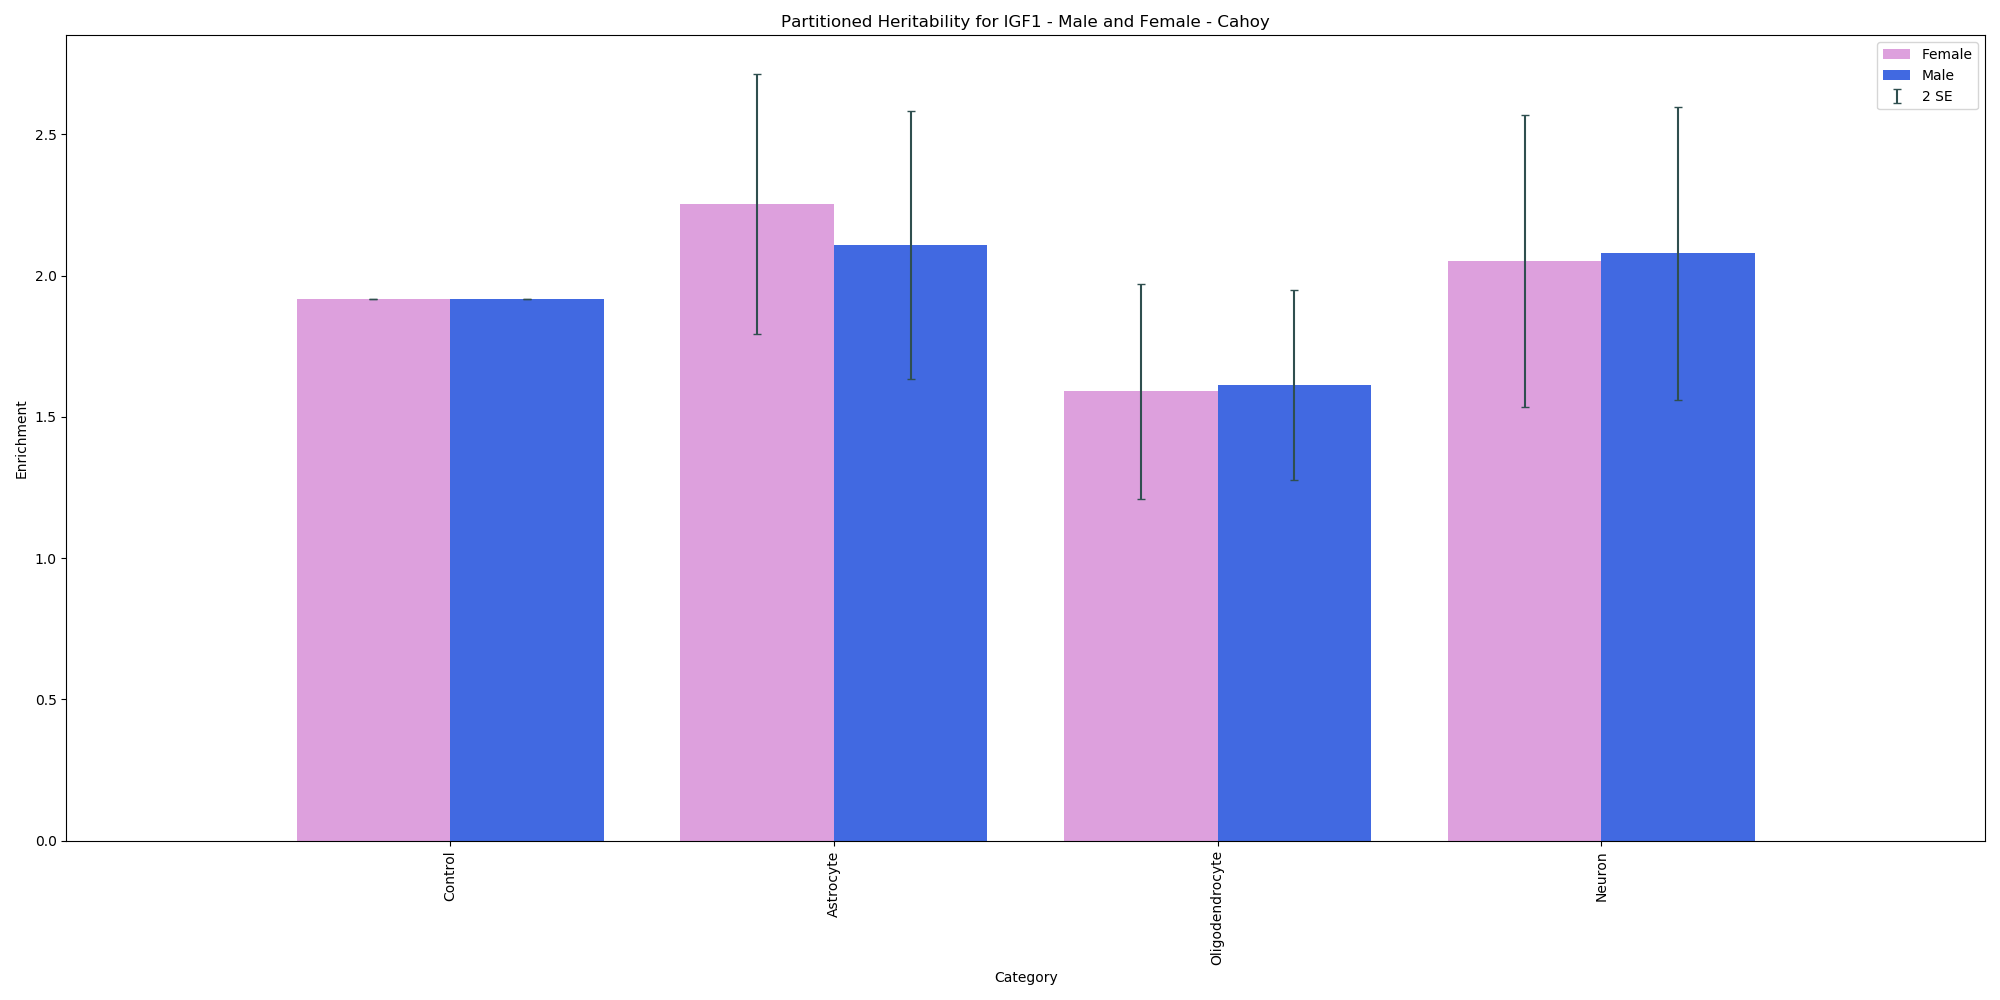 Partitioned Heritability for IGF1 - Male and Female - Cahoy
Female
Male
2 SE
Enrichment
2.5
2.0
1.5
1.0
0.5
0.0
Control
Astrocyte
Oligodendrocyte
Neuron
Category